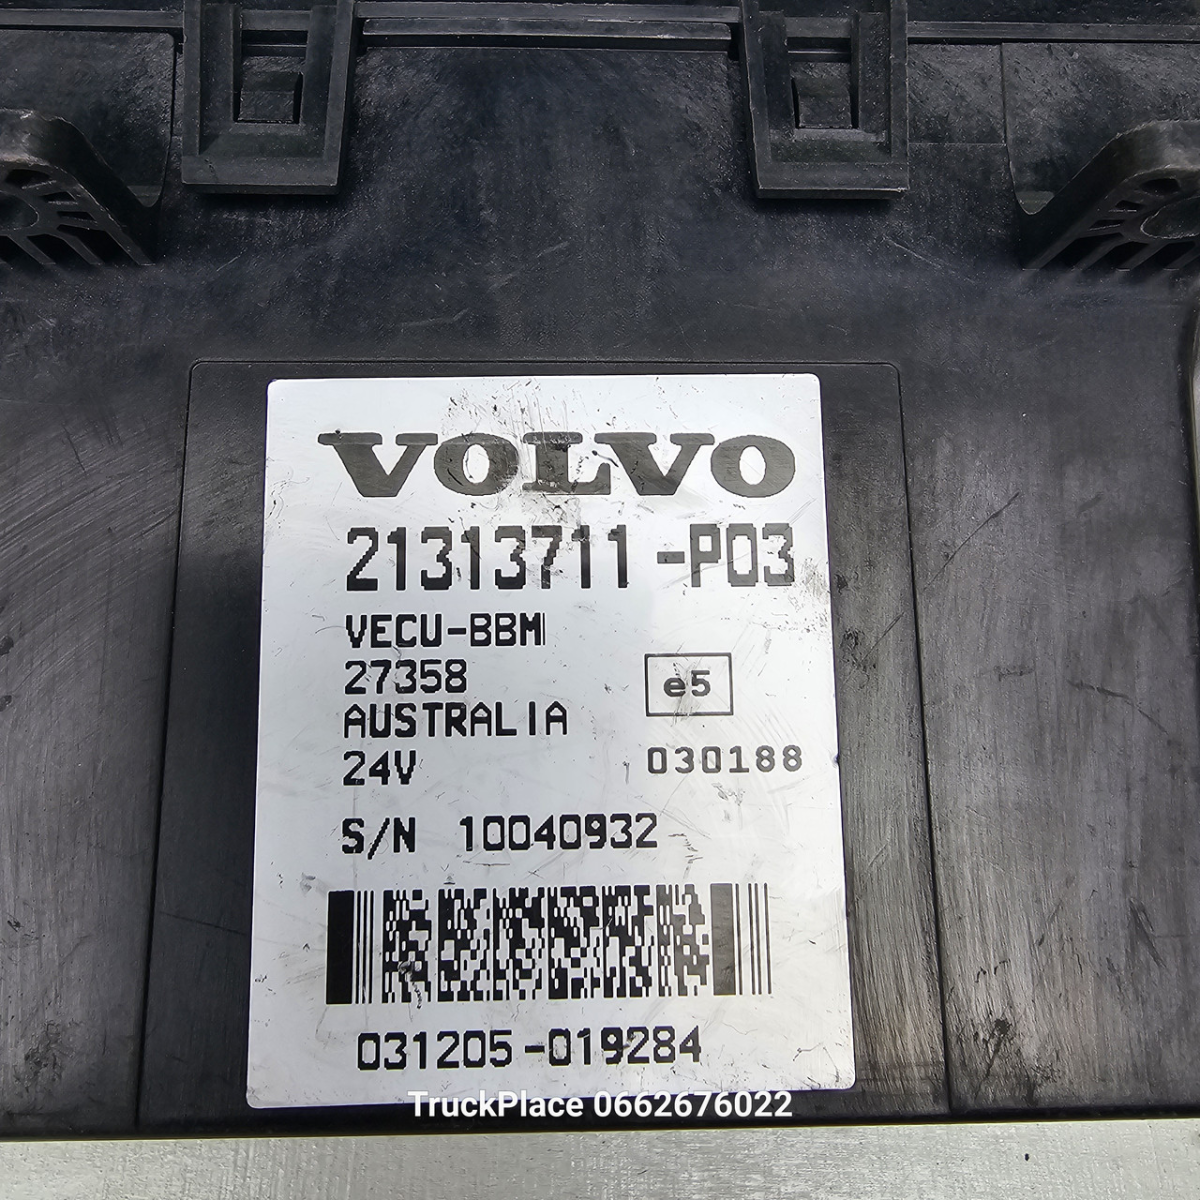 VOLVO
21313711-P03
VECU-BBM
27358
e5
AUSTRALIA
24V
030188
S/N 10040932
031205-019284
TruckPlace 0662676022